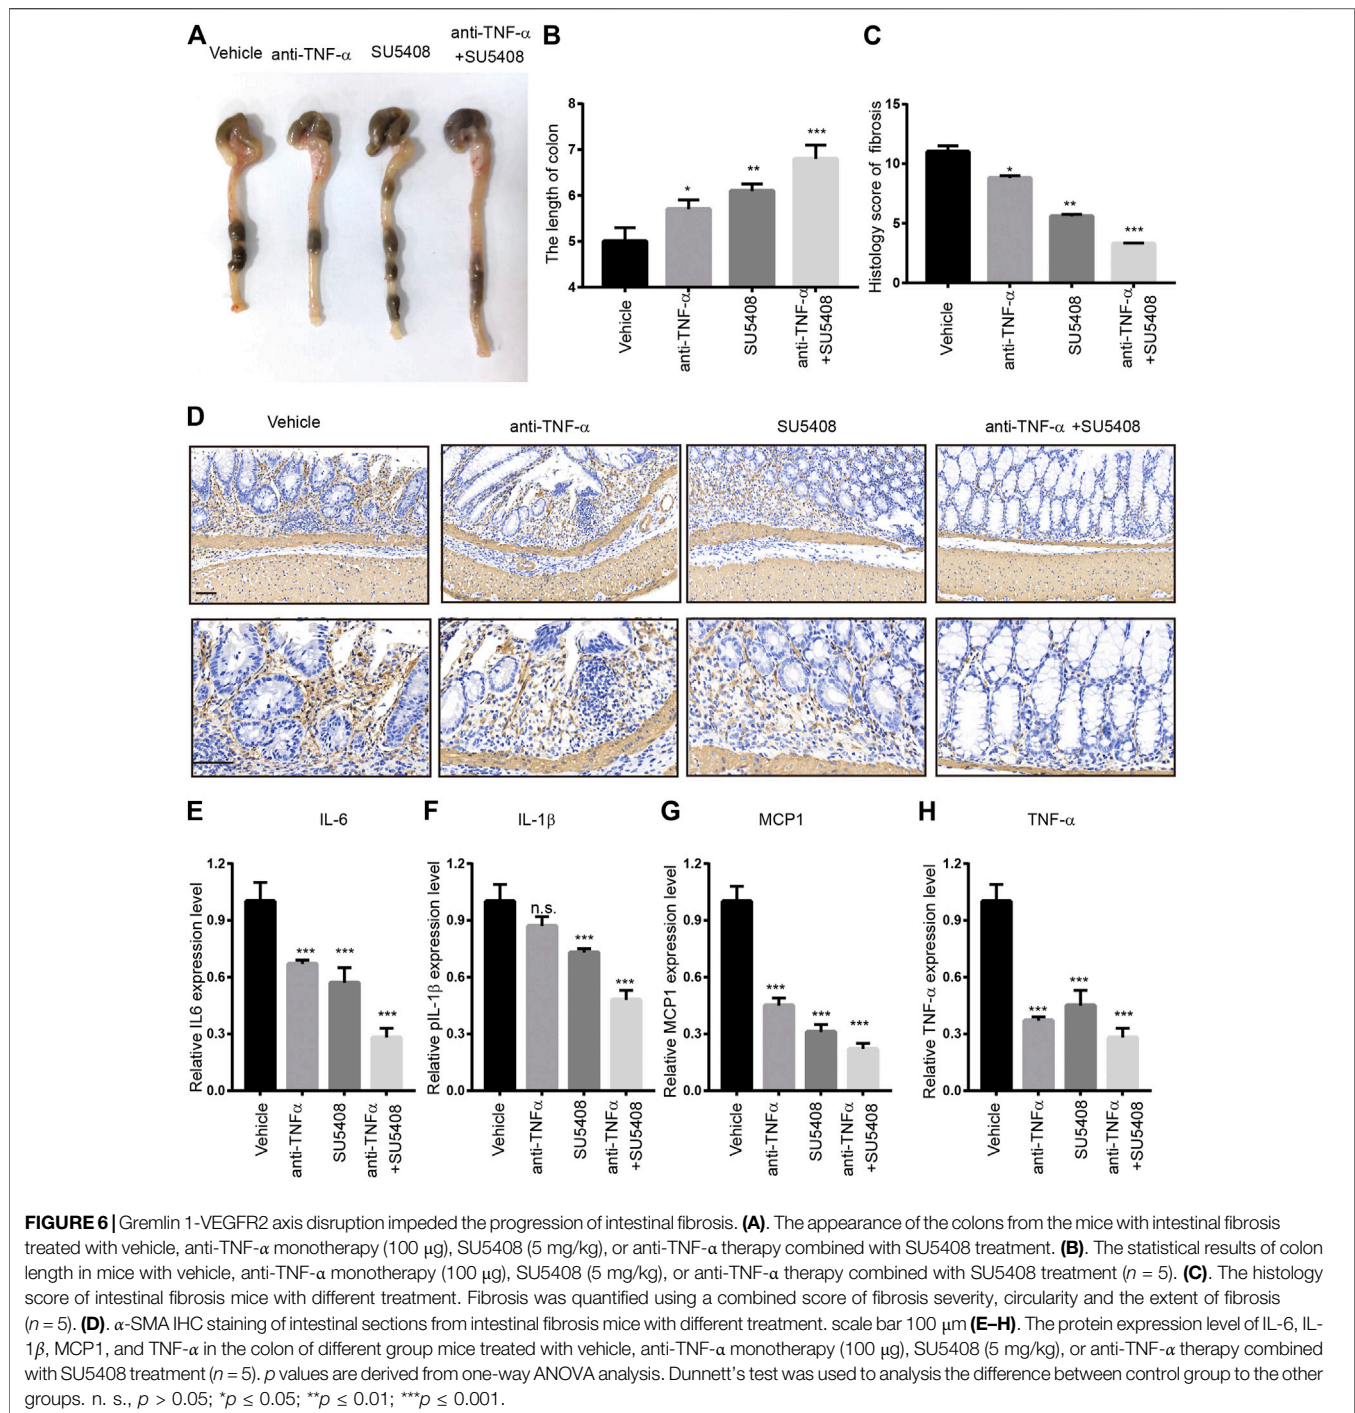 A
Vehicle
anti-TNF-α
SU5408
anti-TNF-α
+SU5408
B
The length of colon
8
7
6
5
4
*
**
***
Vehicle
anti-TNF-α
SU5408
anti-TNF-α
+SU5408
C
Histology score of fibrosis
15
10
5
0
*
**
***
Vehicle
anti-TNF-α
SU5408
anti-TNF-α
+SU5408
D
Vehicle
anti-TNF-α
SU5408
anti-TNF-α +SU5408
E
IL-6
Relative IL6 expression level
1.2
0.9
0.6
0.3
0.0
***
***
***
Vehicle
anti-TNFα
SU5408
anti-TNFα
+SU5408
F
IL-1β
Relative pIL-1β expression level
1.2
0.9
0.6
0.3
0.0
n.s.
***
***
Vehicle
anti-TNFα
SU5408
anti-TNFα
+SU5408
G
MCP1
Relative MCP1 expression level
1.2
0.9
0.6
0.3
0.0
***
***
***
Vehicle
anti-TNFα
SU5408
anti-TNFα
+SU5408
H
TNF-α
Relative TNF-α expression level
1.2
0.9
0.6
0.3
0.0
***
***
***
Vehicle
anti-TNFα
SU5408
anti-TNFα
+SU5408
FIGURE 6 | Gremlin 1-VEGFR2 axis disruption impeded the progression of intestinal fibrosis. (A). The appearance of the colons from the mice with intestinal fibrosis
treated with vehicle, anti-TNF-α monotherapy (100 μg), SU5408 (5 mg/kg), or anti-TNF-α therapy combined with SU5408 treatment. (B). The statistical results of colon
length in mice with vehicle, anti-TNF-α monotherapy (100 μg), SU5408 (5 mg/kg), or anti-TNF-α therapy combined with SU5408 treatment (n = 5). (C). The histology
score of intestinal fibrosis mice with different treatment. Fibrosis was quantified using a combined score of fibrosis severity, circularity and the extent of fibrosis
(n = 5). (D). α-SMA IHC staining of intestinal sections from intestinal fibrosis mice with different treatment. scale bar 100 μm (E–H). The protein expression level of IL-6, IL-
1β, MCP1, and TNF-α in the colon of different group mice treated with vehicle, anti-TNF-α monotherapy (100 μg), SU5408 (5 mg/kg), or anti-TNF-α therapy combined
with SU5408 treatment (n = 5). p values are derived from one-way ANOVA analysis. Dunnett's test was used to analysis the difference between control group to the other
groups. n. s., p > 0.05; *p ≤ 0.05; **p ≤ 0.01; ***p ≤ 0.001.